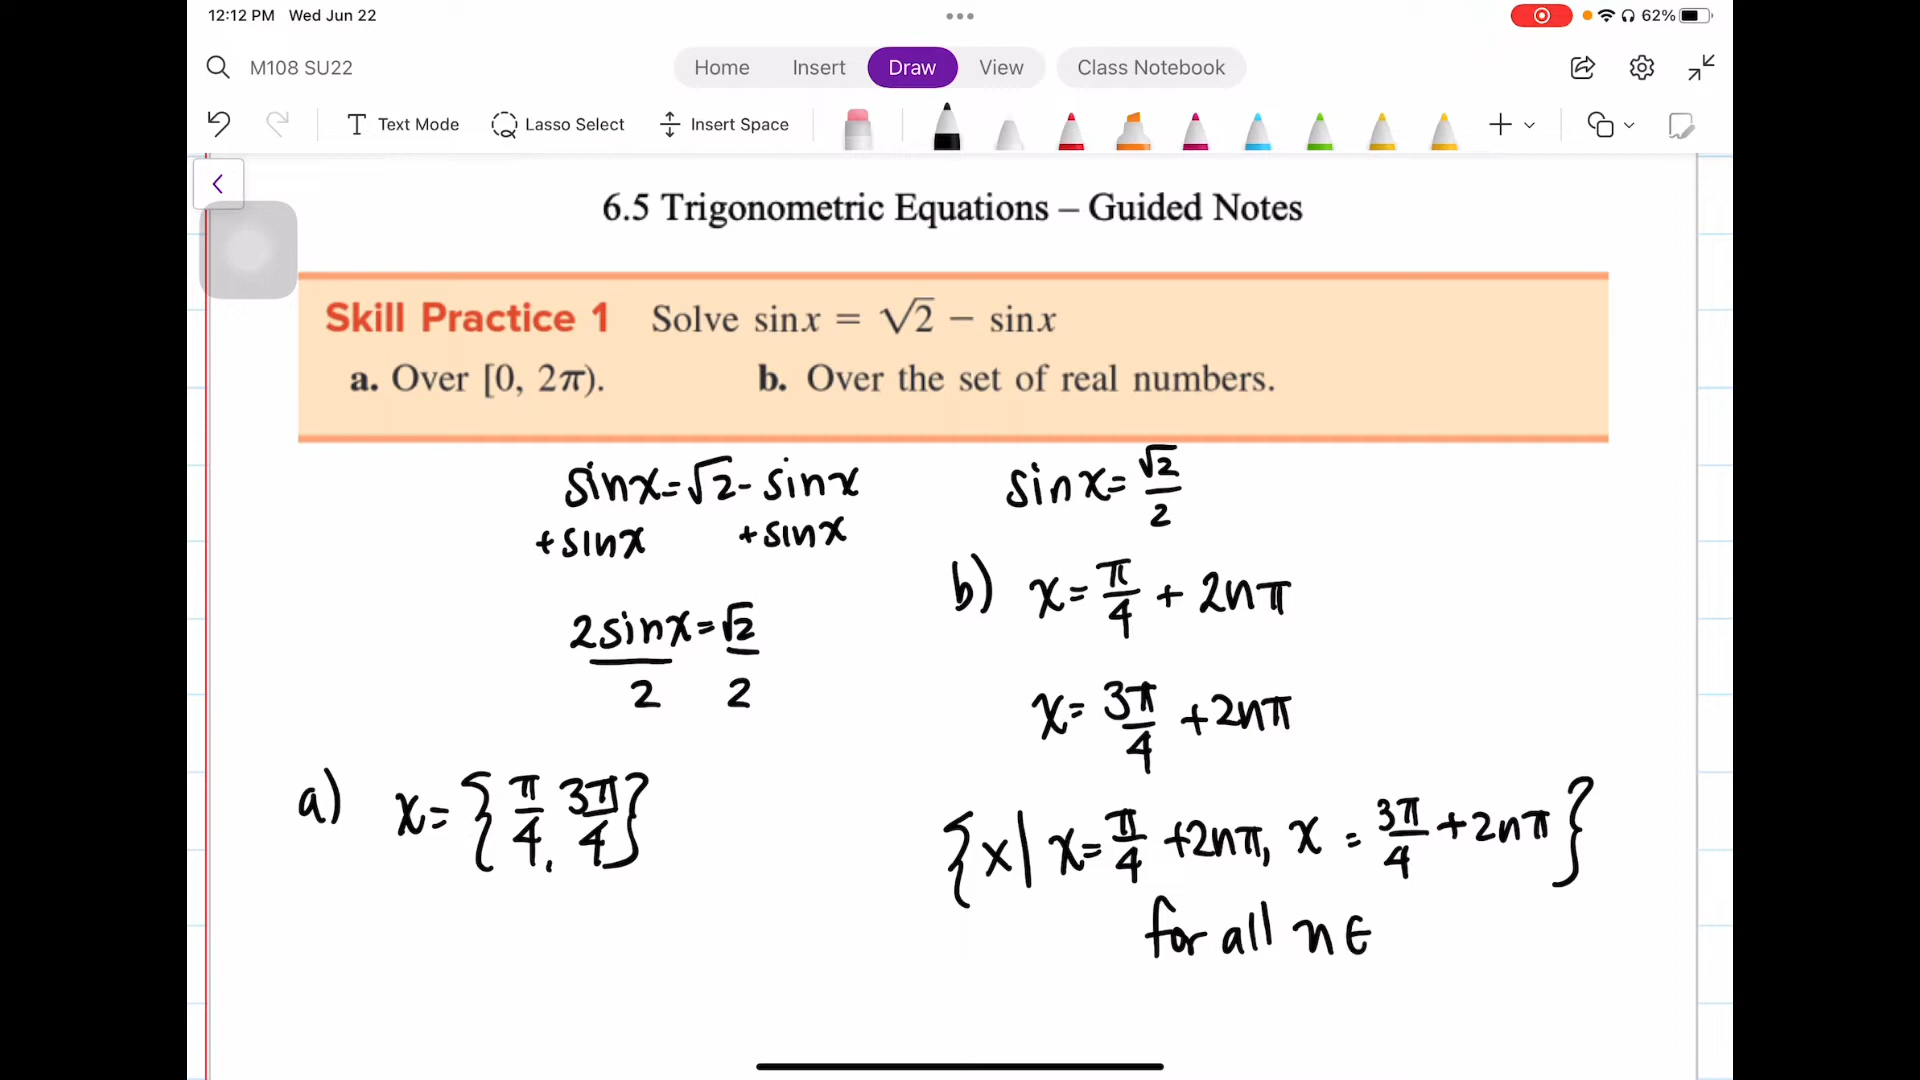 12:12 PM Wed Jun 22
62%
M108 SU22
Home Insert Draw View Class Notebook
Text Mode Lasso Select Insert Space
6.5 Trigonometric Equations – Guided Notes
Skill Practice 1 Solve sin x = √2 − sin x
a. Over [0, 2π). b. Over the set of real numbers.
sinx=√2-sinx
+sinx +sinx
2sinx=√2
2 2
a) x={π/4, 3π/4}
sinx=√2/2
b) x=π/4 + 2nπ
x=3π/4 +2nπ
{x| x=π/4 +2nπ, x = 3π/4 +2nπ}
for all n∈